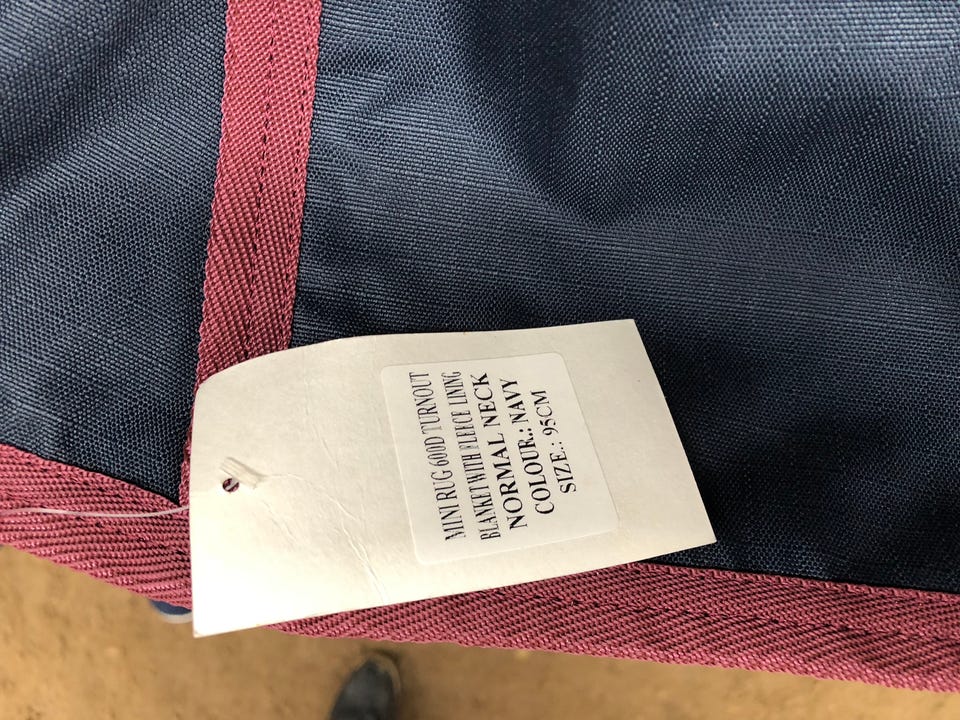 MINI RUG 600D TURNOUT
BLANKET WITH FLEECE LINING
NORMAL NECK
COLOUR.: NAVY
SIZE.: 95CM